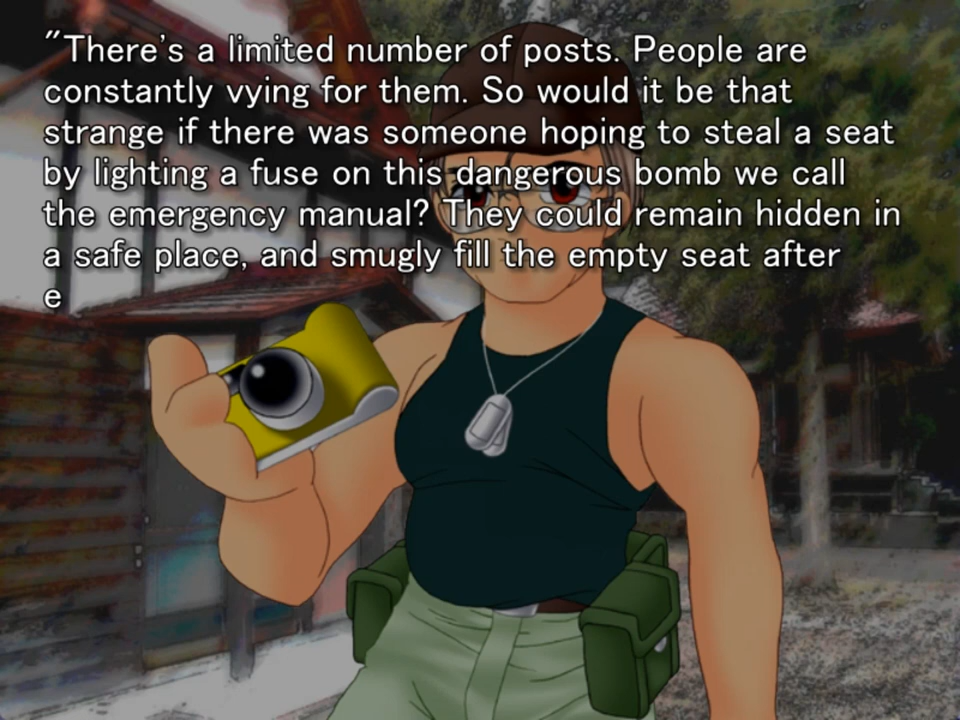 "There's a limited number of posts. People are
constantly vying for them. So would it be that
strange if there was someone hoping to steal a seat
by lighting a fuse on this dangerous bomb we call
the emergency manual? They could remain hidden in
a safe place, and smugly fill the empty seat after
e